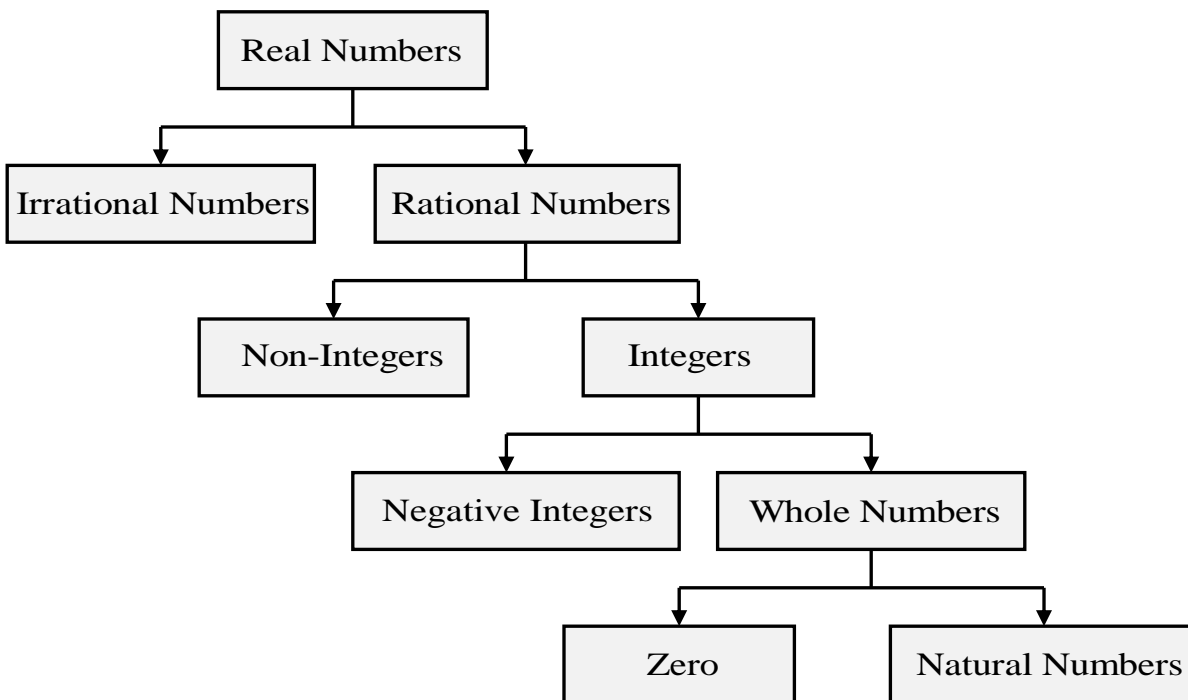 Real Numbers
Irrational Numbers
Rational Numbers
Non-Integers
Integers
Negative Integers
Whole Numbers
Zero
Natural Numbers